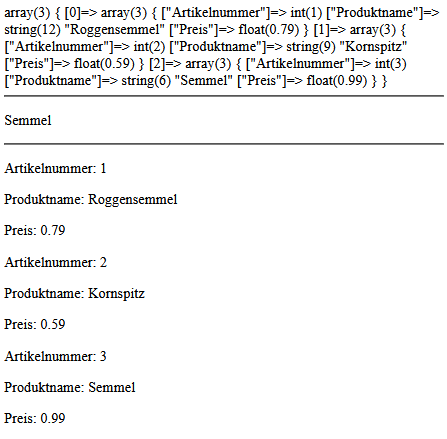 array(3) { [0]=> array(3) { ["Artikelnummer"]=> int(1) ["Produktname"]=>
string(12) "Roggensemmel" ["Preis"]=> float(0.79) } [1]=> array(3) {
["Artikelnummer"]=> int(2) ["Produktname"]=> string(9) "Kornspitz"
["Preis"]=> float(0.59) } [2]=> array(3) { ["Artikelnummer"]=> int(3)
["Produktname"]=> string(6) "Semmel" ["Preis"]=> float(0.99) } }
Semmel
Artikelnummer: 1
Produktname: Roggensemmel
Preis: 0.79
Artikelnummer: 2
Produktname: Kornspitz
Preis: 0.59
Artikelnummer: 3
Produktname: Semmel
Preis: 0.99